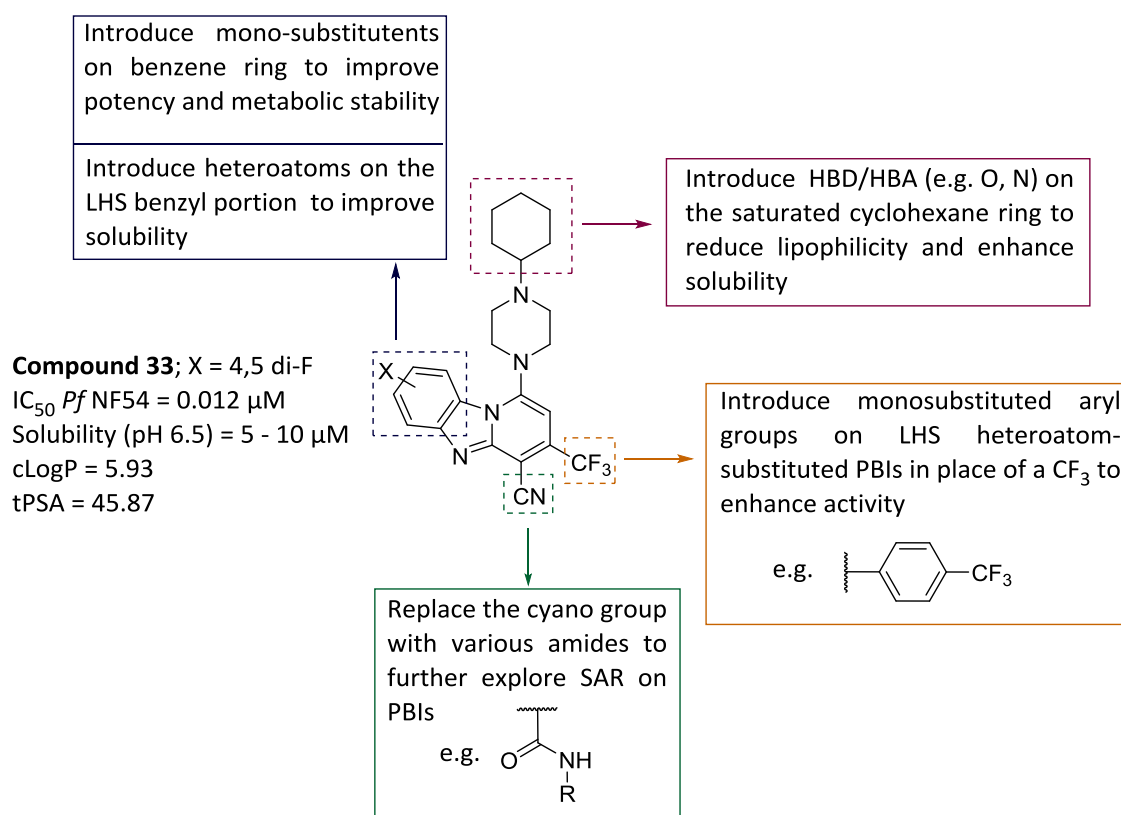 Introduce mono-substitutents
on benzene ring to improve
potency and metabolic stability
Introduce heteroatoms on the
LHS benzyl portion to improve
solubility
Introduce HBD/HBA (e.g. O, N) on
the saturated cyclohexane ring to
reduce lipophilicity and enhance
solubility
N
N
X
N
N
CF₃
CN
Compound 33; X = 4,5 di-F
IC₅₀ Pf NF54 = 0.012 µM
Solubility (pH 6.5) = 5 - 10 µM
cLogP = 5.93
tPSA = 45.87
Introduce monosubstituted aryl
groups on LHS heteroatom-
substituted PBIs in place of a CF₃ to
enhance activity
e.g.
CF₃
Replace the cyano group
with various amides to
further explore SAR on
PBIs
e.g.
O
NH
R